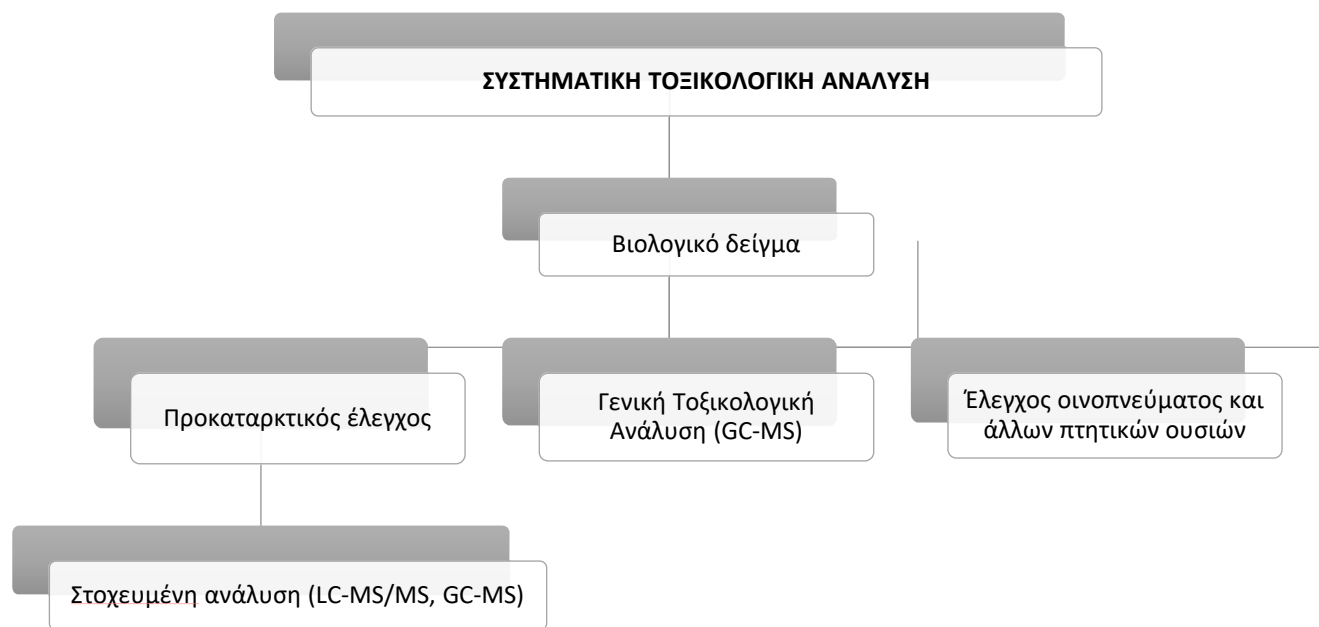 ΣΥΣΤΗΜΑΤΙΚΗ ΤΟΞΙΚΟΛΟΓΙΚΗ ΑΝΑΛΥΣΗ
Βιολογικό δείγμα
Προκαταρκτικός έλεγχος
Γενική Τοξικολογική
Ανάλυση (GC-MS)
Έλεγχος οινοπνεύματος και
άλλων πτητικών ουσιών
Στοχευμένη ανάλυση (LC-MS/MS, GC-MS)